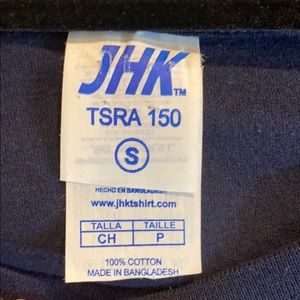 JHK™
TSRA 150
S
HECHO EN BANGLADESH
www.jhktshirt.com
TALLA TAILLE
CH P
100% COTTON
MADE IN BANGLADESH